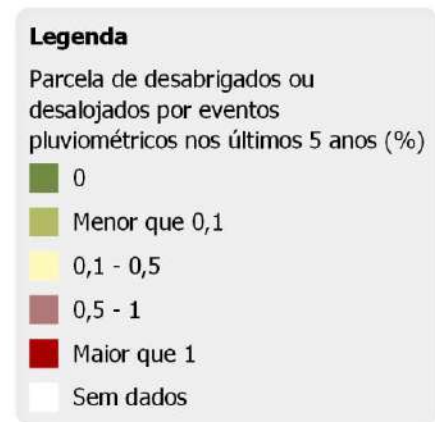 Legenda
Parcela de desabrigados ou
desalojados por eventos
pluviométricos nos últimos 5 anos (%)
0
Menor que 0,1
0,1 - 0,5
0,5 - 1
Maior que 1
Sem dados